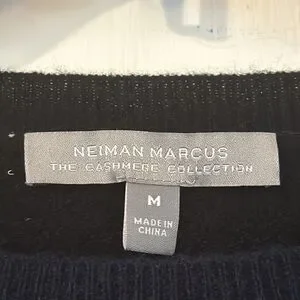 NEIMAN MARCUS
THE CASHMERE COLLECTION
M
MADE IN
CHINA